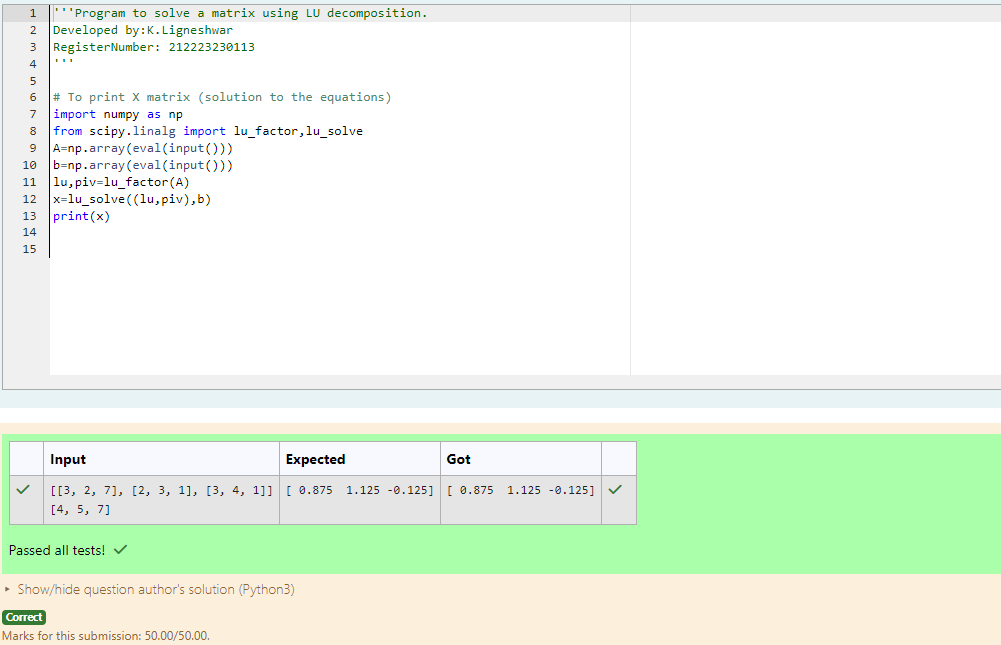 1 '''Program to solve a matrix using LU decomposition.
2 Developed by:K.Ligneshwar
3 RegisterNumber: 212223230113
4 '''
5
6 # To print X matrix (solution to the equations)
7 import numpy as np
8 from scipy.linalg import lu_factor,lu_solve
9 A=np.array(eval(input()))
10 b=np.array(eval(input()))
11 lu,piv=lu_factor(A)
12 x=lu_solve((lu,piv),b)
13 print(x)
14
15
Input Expected Got
[[3, 2, 7], [2, 3, 1], [3, 4, 1]] [ 0.875  1.125 -0.125] [ 0.875  1.125 -0.125]
[4, 5, 7]
Passed all tests!
Show/hide question author's solution (Python3)
Correct
Marks for this submission: 50.00/50.00.